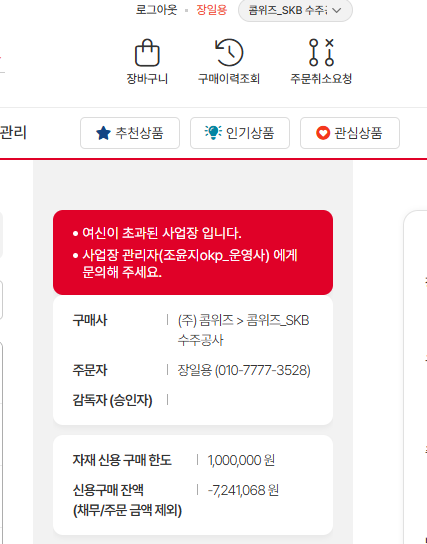 로그아웃 장일용 콤위즈_SKB 수주
장바구니 구매이력조회 주문취소요청
관리 추천상품 인기상품 관심상품
• 여신이 초과된 사업장 입니다.
• 사업장 관리자(조윤지okp_운영사) 에게
문의해 주세요.
구매사 (주) 콤위즈 > 콤위즈_SKB
수주공사
주문자 장일용 (010-7777-3528)
감독자 (승인자)
자재 신용 구매 한도 1,000,000 원
신용구매 잔액 -7,241,068 원
(채무/주문 금액 제외)